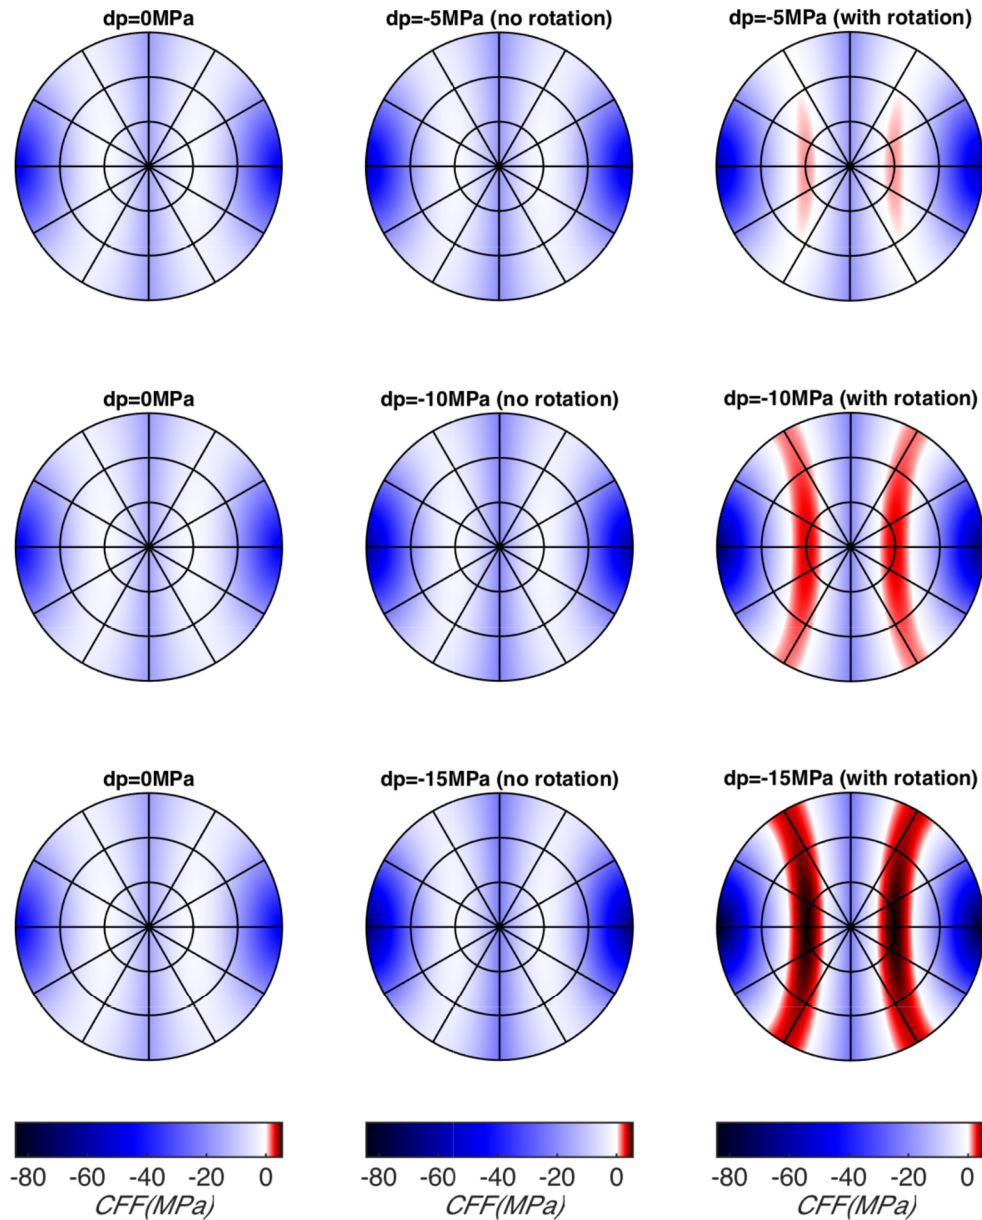 dp=0MPa
dp=-5MPa (no rotation)
dp=-5MPa (with rotation)
dp=0MPa
dp=-10MPa (no rotation)
dp=-10MPa (with rotation)
dp=0MPa
dp=-15MPa (no rotation)
dp=-15MPa (with rotation)
-80 -60 -40 -20 0
-80 -60 -40 -20 0
-80 -60 -40 -20 0
CFF(MPa)
CFF(MPa)
CFF(MPa)